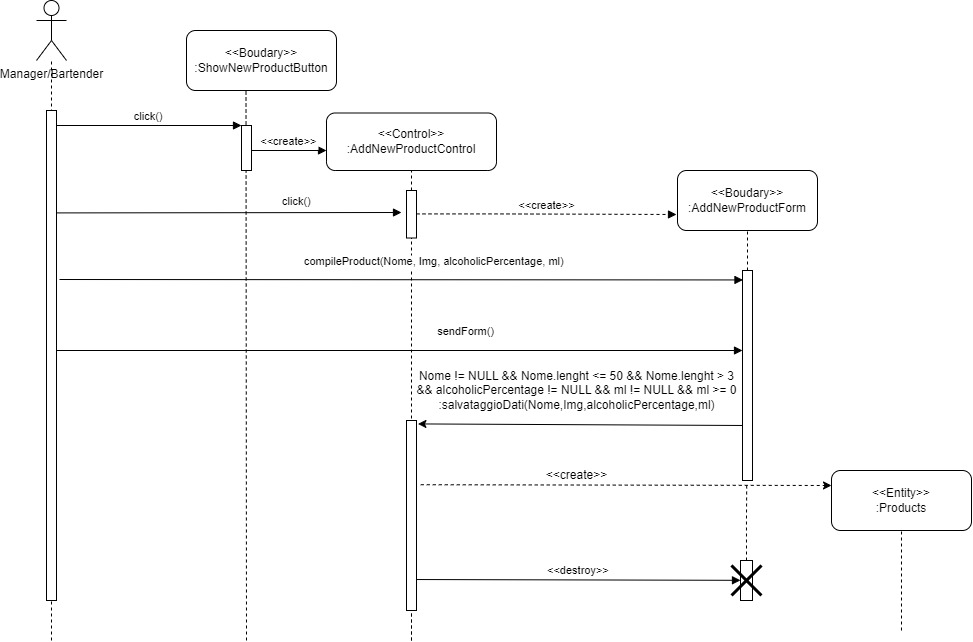 <<Boudary>>
:ShowNewProductButton
Manager/Bartender
click()
<<create>>
<<Control>>
:AddNewProductControl
<<Boudary>>
:AddNewProductForm
click()
<<create>>
compileProduct(Nome, Img, alcoholicPercentage, ml)
sendForm()
Nome != NULL && Nome.lenght <= 50 && Nome.lenght > 3
&& alcoholicPercentage != NULL && ml != NULL && ml >= 0
:salvataggioDati(Nome,Img,alcoholicPercentage,ml)
<<create>>
<<Entity>>
:Products
<<destroy>>